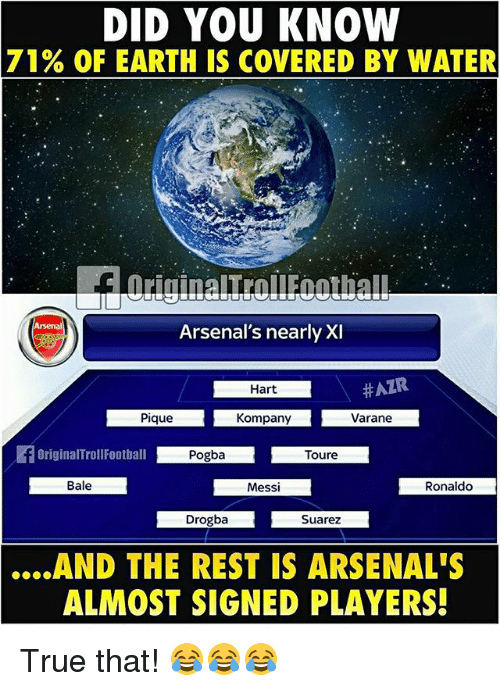 DID YOU KNOW
71% OF EARTH IS COVERED BY WATER
f OriginalTrollFootball
Arsenal
Arsenal's nearly XI
Hart
#AZR
Pique Kompany Varane
f OriginalTrollFootball Pogba Toure
Bale Messi Ronaldo
Drogba Suarez
....AND THE REST IS ARSENAL'S
ALMOST SIGNED PLAYERS!
True that! 😂😂😂